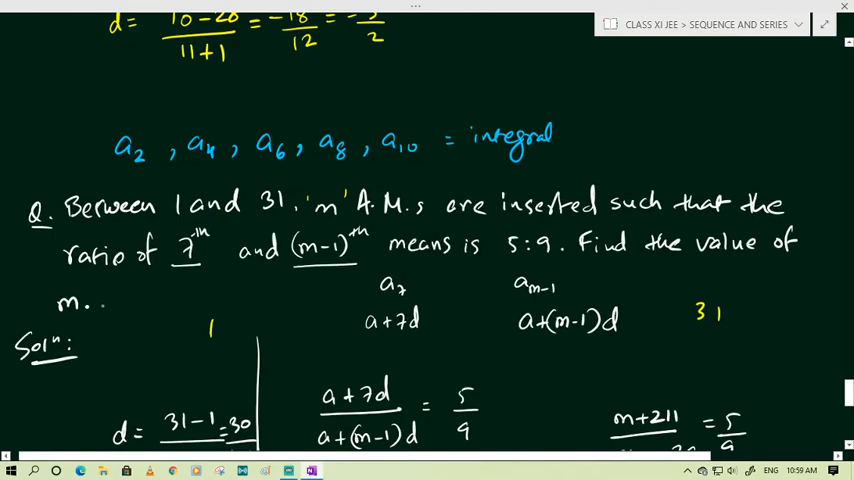 CLASS XI JEE > SEQUENCE AND SERIES
d = 10-28 / 11+1 = -18 / 12 = -3 / 2
a2 , a4 , a6 , a8 , a10 = integral
Q. Between 1 and 31, 'm' A.M.s are inserted such that the
ratio of 7th and (m-1)th means is 5:9. Find the value of
m.
a7 am-1
a+7d a+(m-1)d
1 31
Soln:
d = 31-1 = 30
a+7d / a+(m-1)d = 5/9
m+211 = 5/9
ENG 10:59 AM